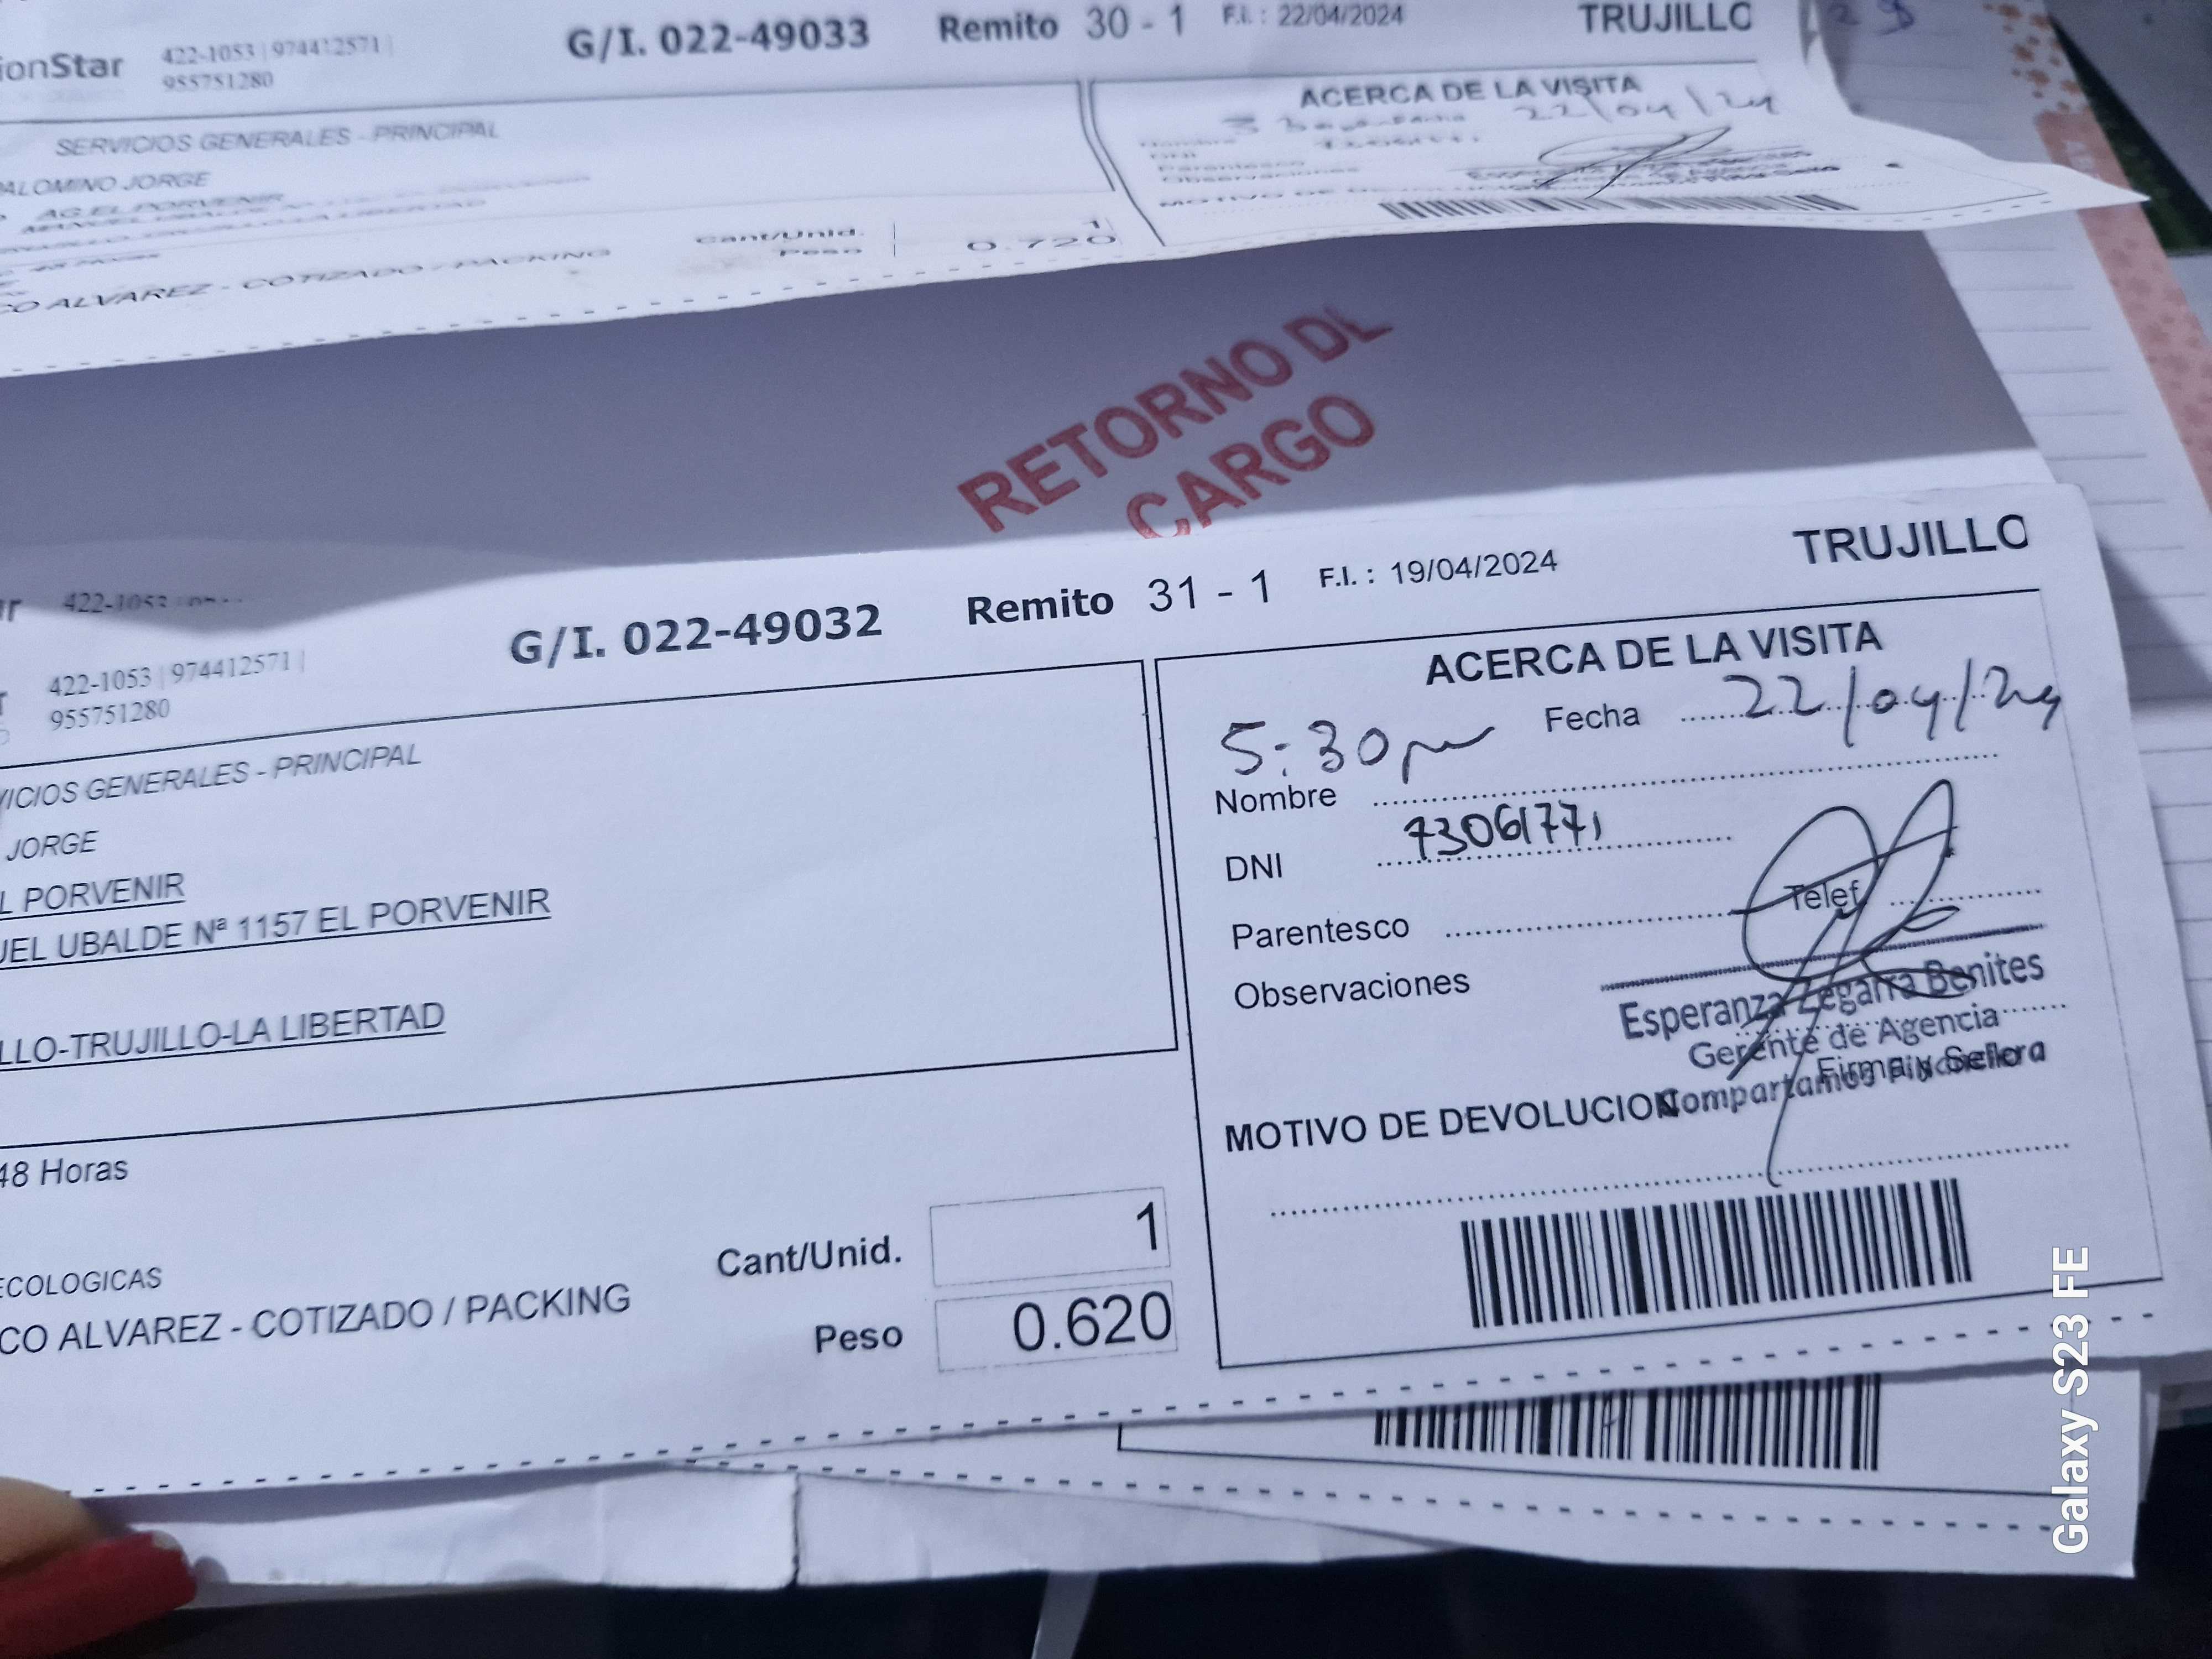 ionStar 422-1053 | 974412571 | G/I. 022-49033 Remito 30 - 1 F.I. : 22/04/2024 TRUJILLO
955751280
ACERCA DE LA VISITA
22/04/24
SERVICIOS GENERALES - PRINCIPAL
ALOMINO JORGE
AG.EL PORVENIR
Cant/Unid. 1
Peso 0.720
CO ALVAREZ - COTIZADO / PACKING
RETORNO DE
CARGO
G/I. 022-49032 Remito 31 - 1 F.I. : 19/04/2024 TRUJILLO
422-1053 | 974412571 |
955751280
VICIOS GENERALES - PRINCIPAL
JORGE
L PORVENIR
UEL UBALDE Nª 1157 EL PORVENIR
LLO-TRUJILLO-LA LIBERTAD
48 Horas
ECOLOGICAS
CO ALVAREZ - COTIZADO / PACKING
Cant/Unid. 1
Peso 0.620
ACERCA DE LA VISITA
5:30pm Fecha 22/04/24
Nombre
DNI 73061771
Parentesco Telef.
Observaciones
Esperanza Zegarra Benites
Gerente de Agencia
Compartamos Financiera
Firma y Sello
MOTIVO DE DEVOLUCION
Galaxy S23 FE